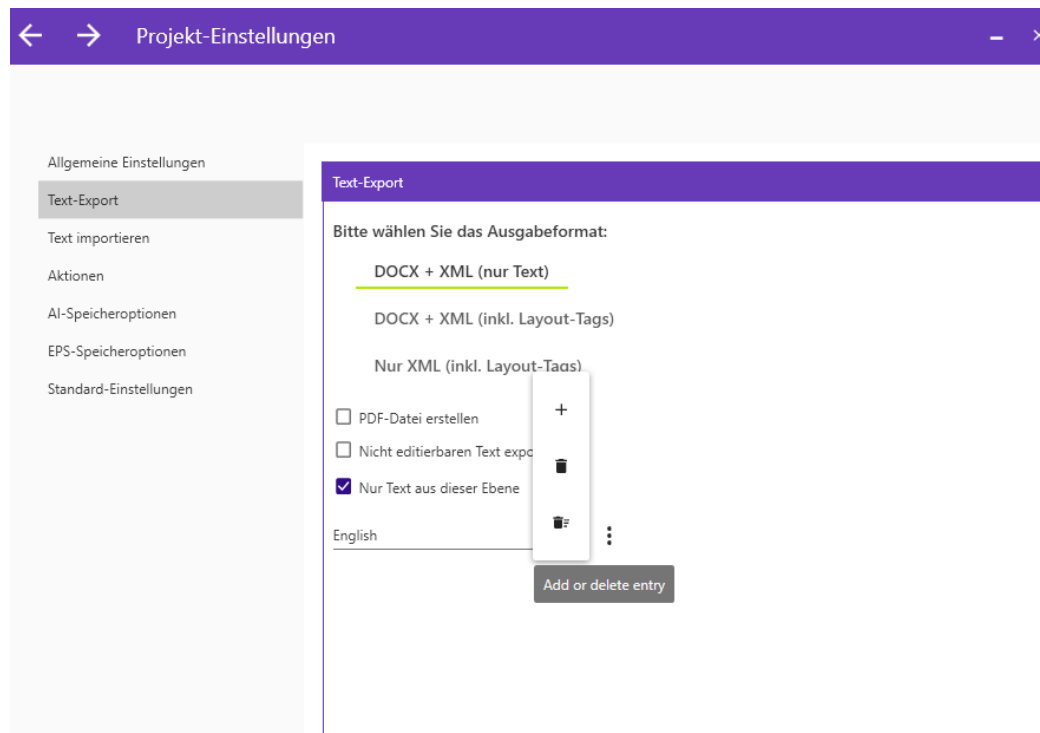 Projekt-Einstellungen
Allgemeine Einstellungen
Text-Export
Text importieren
Aktionen
AI-Speicheroptionen
EPS-Speicheroptionen
Standard-Einstellungen
Text-Export
Bitte wählen Sie das Ausgabeformat:
DOCX + XML (nur Text)
DOCX + XML (inkl. Layout-Tags)
Nur XML (inkl. Layout-Tags)
PDF-Datei erstellen
Nicht editierbaren Text expo
Nur Text aus dieser Ebene
English
Add or delete entry